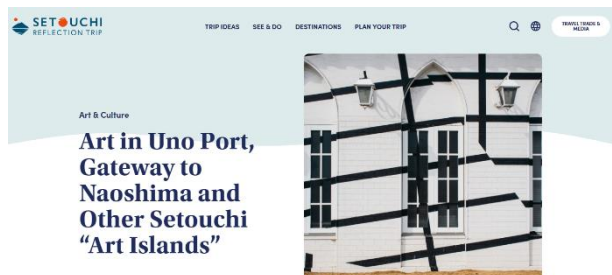 SETOUCHI
REFLECTION TRIP
TRIP IDEAS SEE & DO DESTINATIONS PLAN YOUR TRIP
TRAVEL TRADE &
MEDIA
Art & Culture
Art in Uno Port,
Gateway to
Naoshima and
Other Setouchi
“Art Islands”